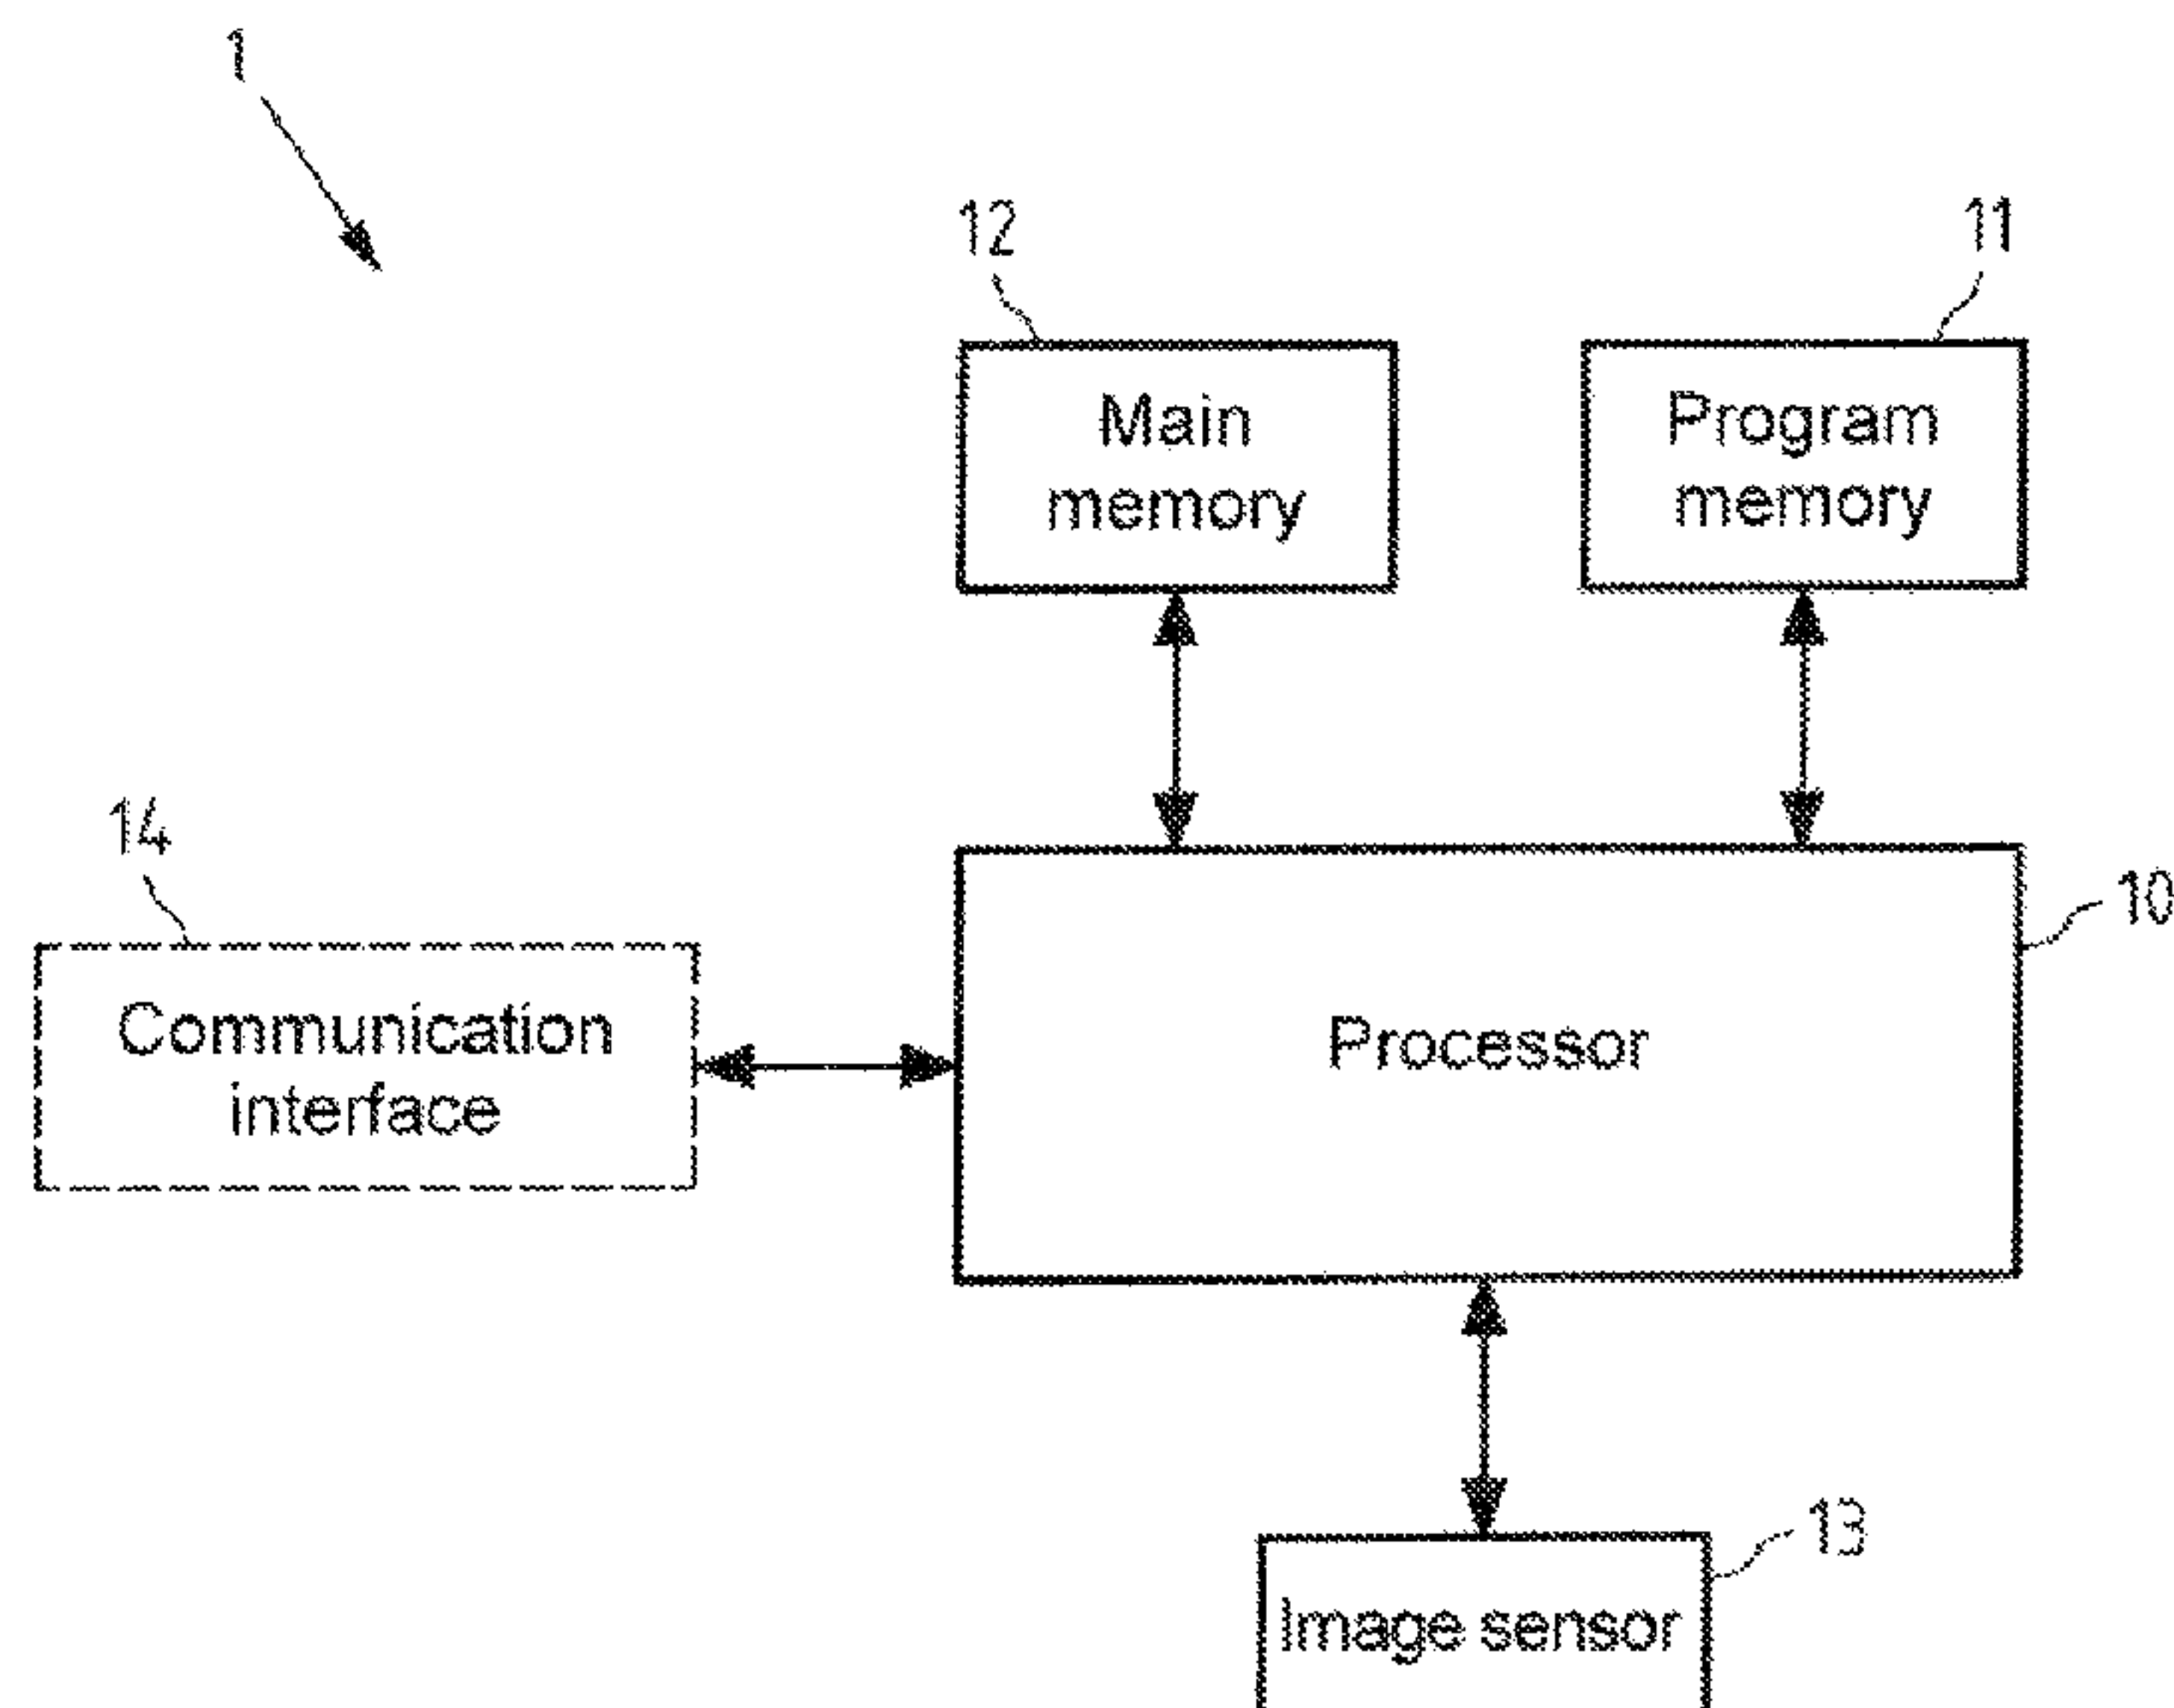 1
12
11
Main
memory
Program
memory
14
10
Communication
interface
Processor
13
Image sensor